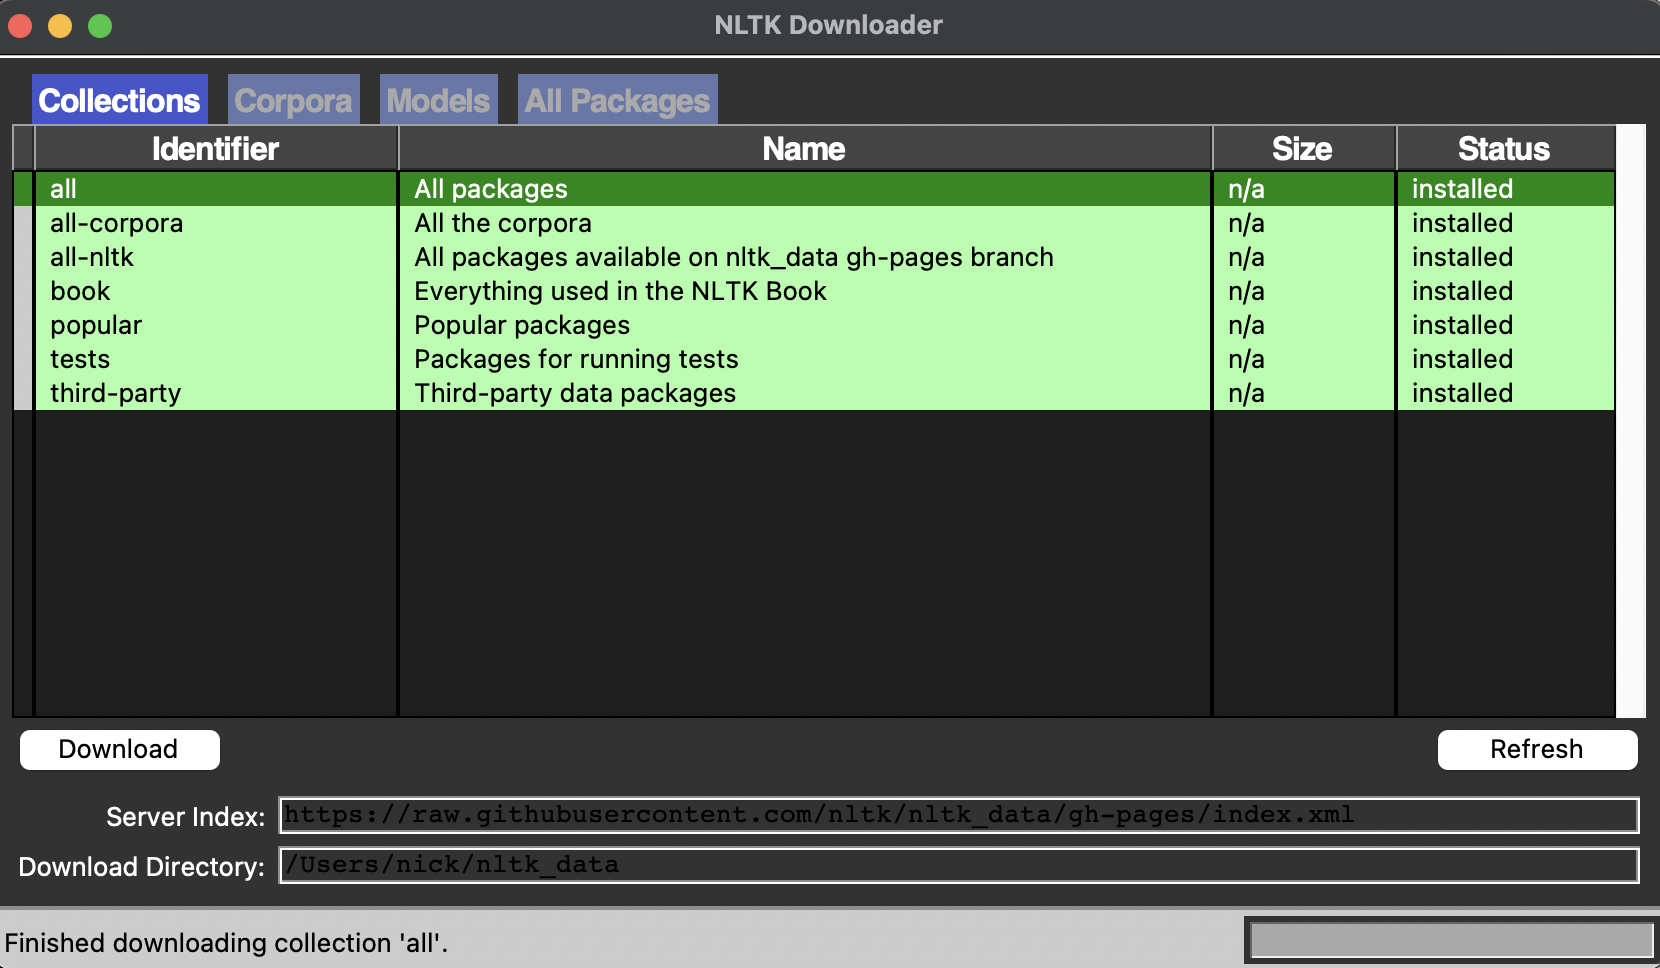 NLTK Downloader
Collections Corpora Models All Packages
Identifier Name Size Status
all All packages n/a installed
all-corpora All the corpora n/a installed
all-nltk All packages available on nltk_data gh-pages branch n/a installed
book Everything used in the NLTK Book n/a installed
popular Popular packages n/a installed
tests Packages for running tests n/a installed
third-party Third-party data packages n/a installed
Download Refresh
Server Index: https://raw.githubusercontent.com/nltk/nltk_data/gh-pages/index.xml
Download Directory: /Users/nick/nltk_data
Finished downloading collection 'all'.